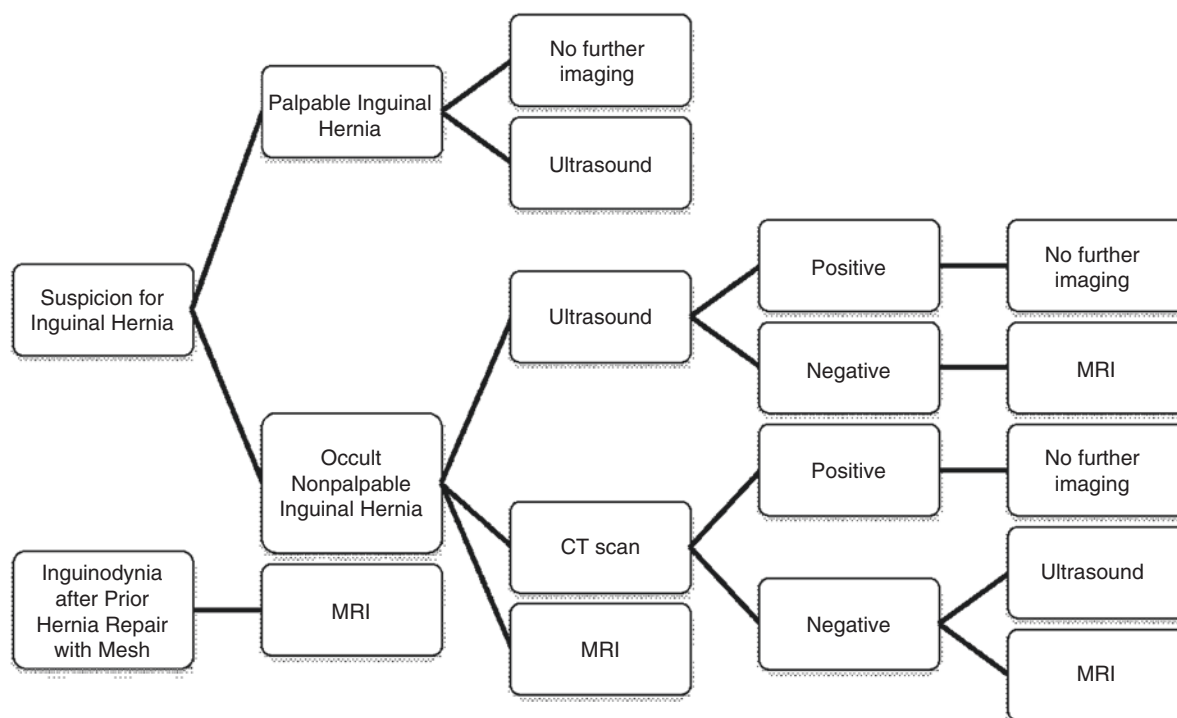 No further
imaging
Palpable Inguinal
Hernia
Ultrasound
Suspicion for
Inguinal Hernia
Ultrasound
Positive
No further
imaging
Negative
MRI
Occult
Nonpalpable
Inguinal Hernia
CT scan
Positive
No further
imaging
Negative
Ultrasound
MRI
MRI
Inguinodynia
after Prior
Hernia Repair
with Mesh
MRI